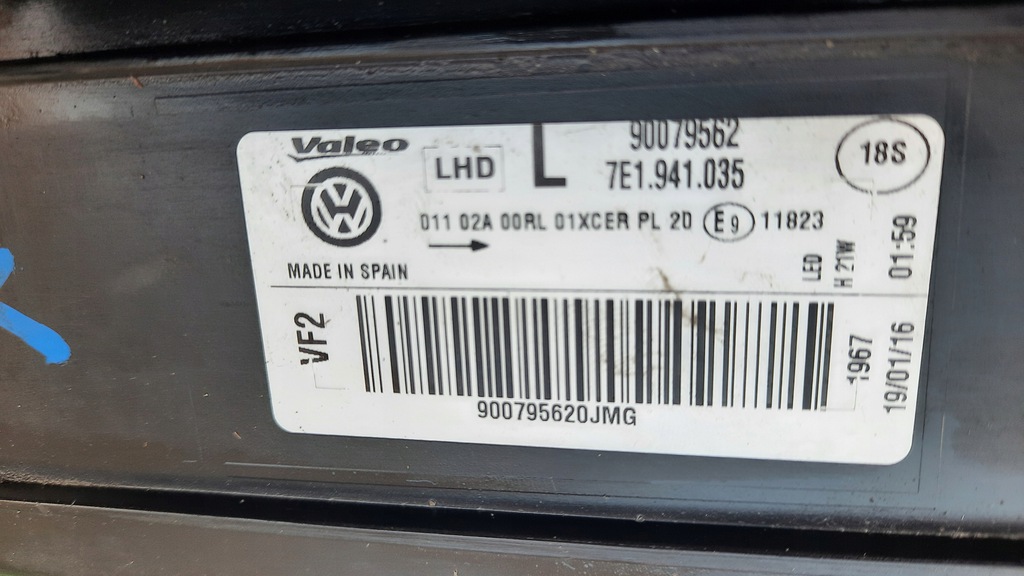 Valeo
LHD
L
90079562
7E1.941.035
18S
011 02A 00RL 01XCER PL 2D E9 11823
MADE IN SPAIN
LED
H 21W
01:59
VF2
1967
19/01/16
900795620JMG